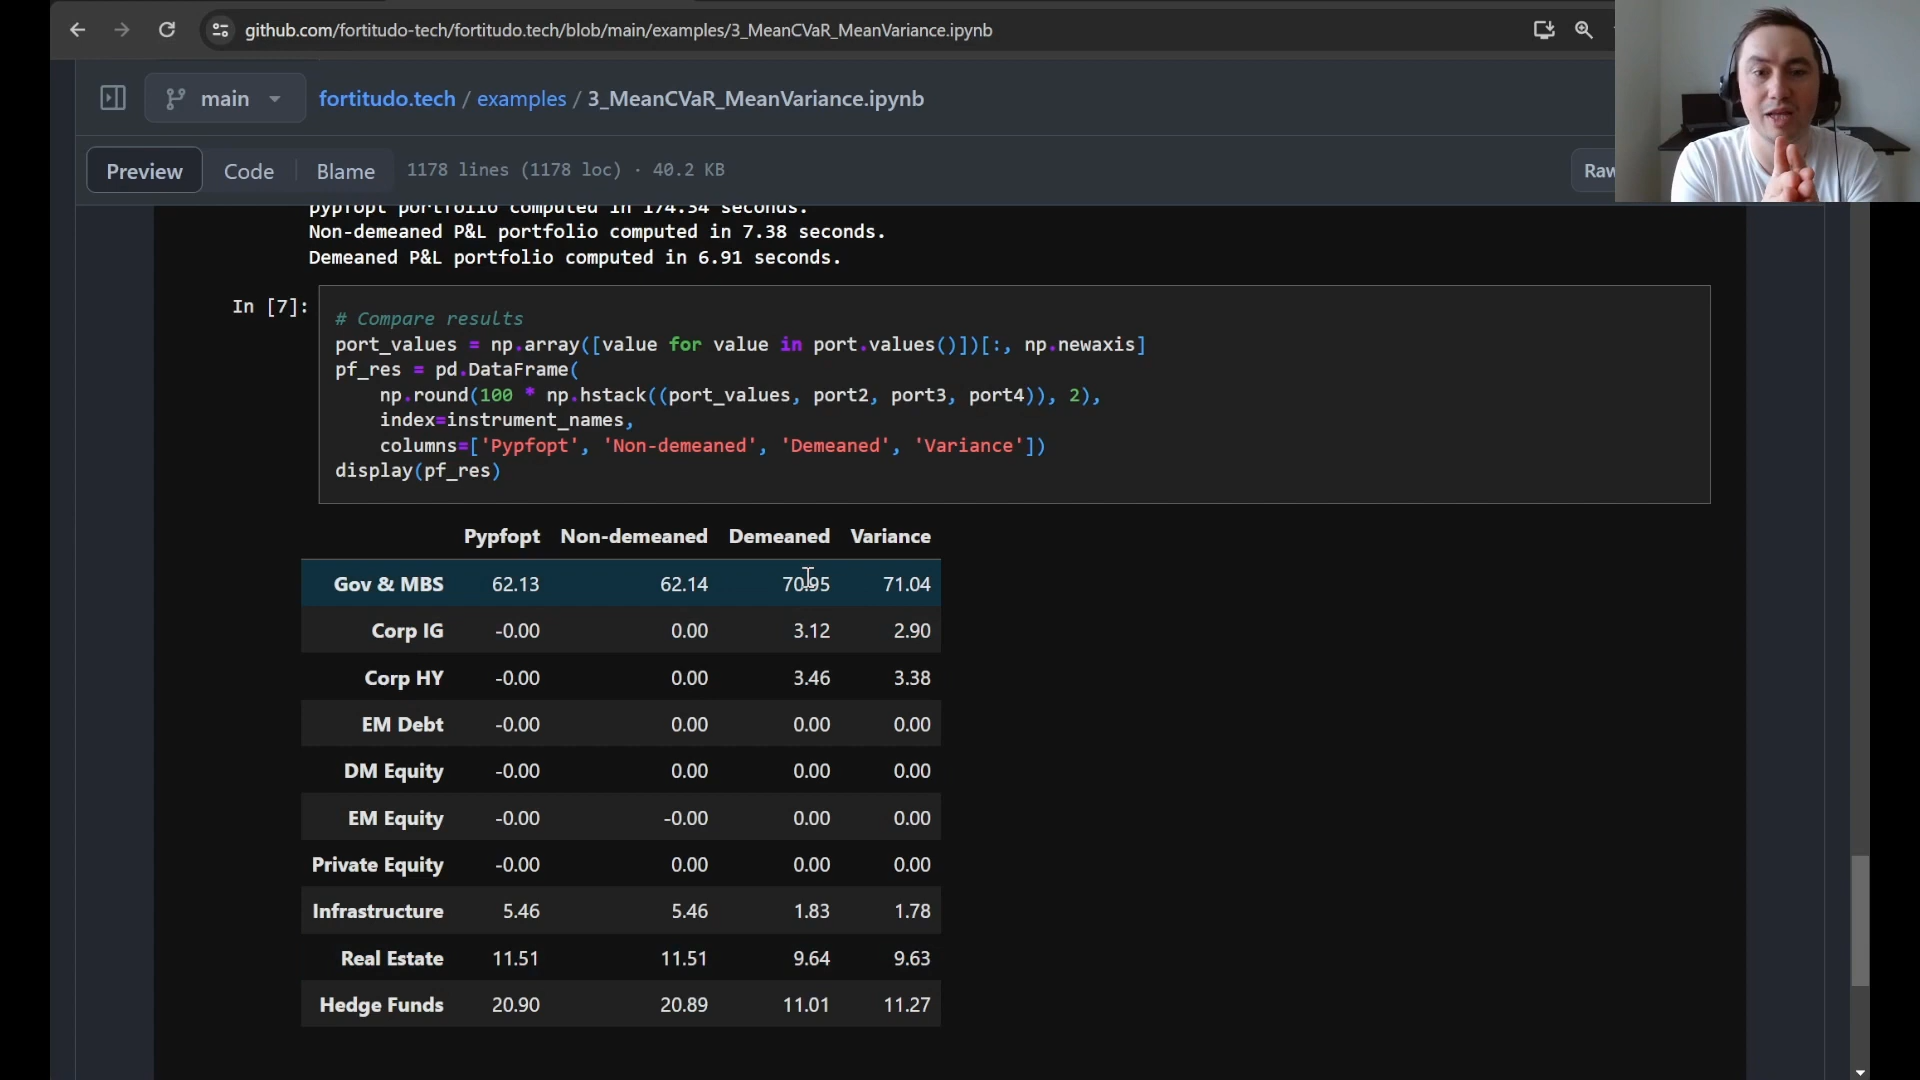 github.com/fortitudo-tech/fortitudo.tech/blob/main/examples/3_MeanCVaR_MeanVariance.ipynb
main fortitudo.tech / examples / 3_MeanCVaR_MeanVariance.ipynb
Preview Code Blame 1178 lines (1178 loc) · 40.2 KB Raw
pypfopt portfolio computed in 174.34 seconds.
Non-demeaned P&L portfolio computed in 7.38 seconds.
Demeaned P&L portfolio computed in 6.91 seconds.
In [7]:
# Compare results
port_values = np.array([value for value in port.values()])[:, np.newaxis]
pf_res = pd.DataFrame(
np.round(100 * np.hstack((port_values, port2, port3, port4)), 2),
index=instrument_names,
columns=['Pypfopt', 'Non-demeaned', 'Demeaned', 'Variance'])
display(pf_res)
Pypfopt Non-demeaned Demeaned Variance
Gov & MBS 62.13 62.14 70.95 71.04
Corp IG -0.00 0.00 3.12 2.90
Corp HY -0.00 0.00 3.46 3.38
EM Debt -0.00 0.00 0.00 0.00
DM Equity -0.00 0.00 0.00 0.00
EM Equity -0.00 -0.00 0.00 0.00
Private Equity -0.00 0.00 0.00 0.00
Infrastructure 5.46 5.46 1.83 1.78
Real Estate 11.51 11.51 9.64 9.63
Hedge Funds 20.90 20.89 11.01 11.27